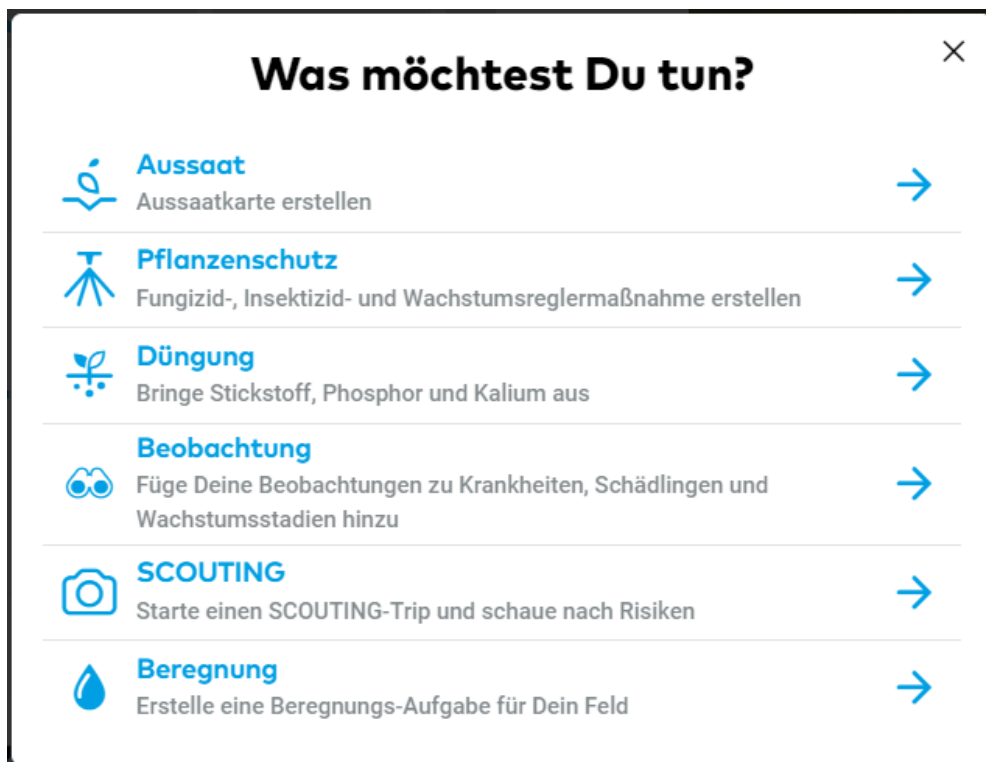 Was möchtest Du tun?
Aussaat
Aussaatkarte erstellen
Pflanzenschutz
Fungizid-, Insektizid- und Wachstumsreglermaßnahme erstellen
Düngung
Bringe Stickstoff, Phosphor und Kalium aus
Beobachtung
Füge Deine Beobachtungen zu Krankheiten, Schädlingen und
Wachstumsstadien hinzu
SCOUTING
Starte einen SCOUTING-Trip und schaue nach Risiken
Beregnung
Erstelle eine Beregnungs-Aufgabe für Dein Feld